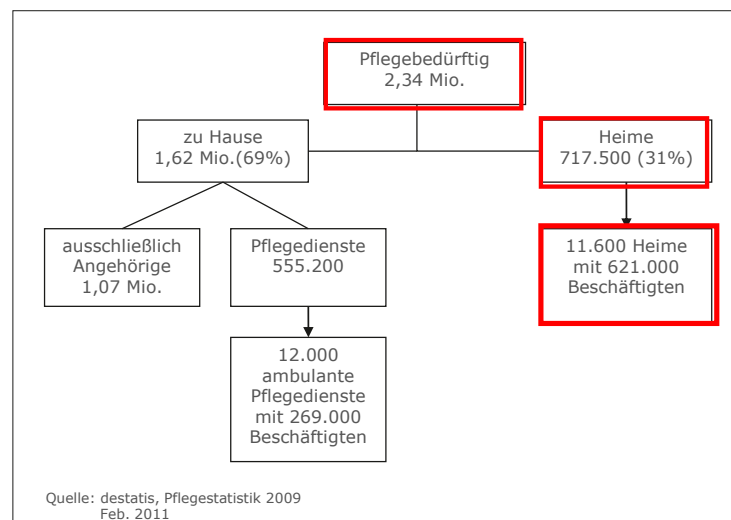 Pflegebedürftig
2,34 Mio.
zu Hause
1,62 Mio.(69%)
Heime
717.500 (31%)
ausschließlich
Angehörige
1,07 Mio.
Pflegedienste
555.200
11.600 Heime
mit 621.000
Beschäftigten
12.000
ambulante
Pflegedienste
mit 269.000
Beschäftigten
Quelle: destatis, Pflegestatistik 2009
Feb. 2011